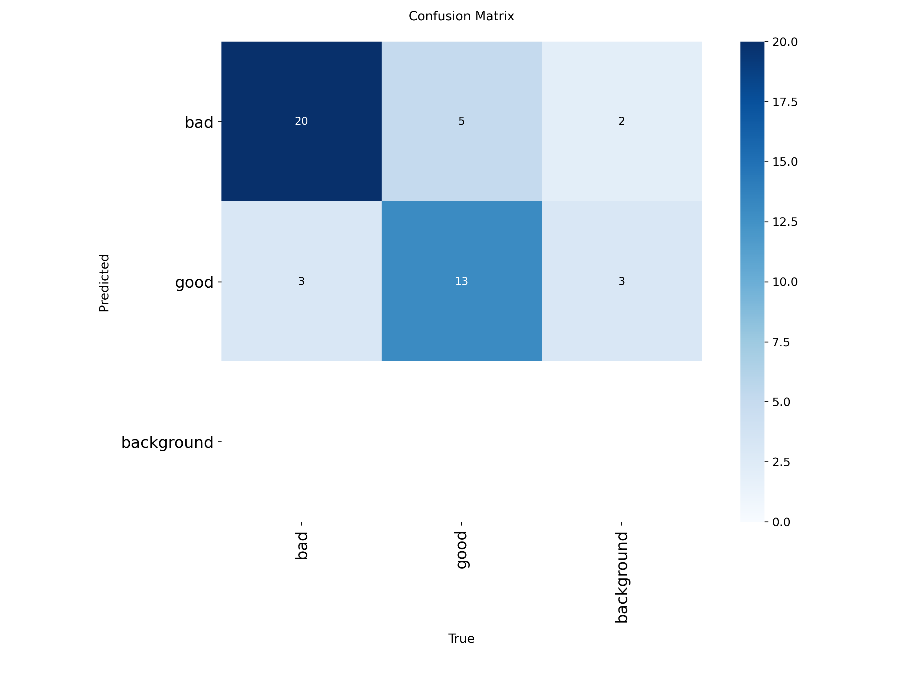 Confusion Matrix
bad
20
5
2
good
3
13
3
background
Predicted
bad
good
background
True
20.0
17.5
15.0
12.5
10.0
7.5
5.0
2.5
0.0